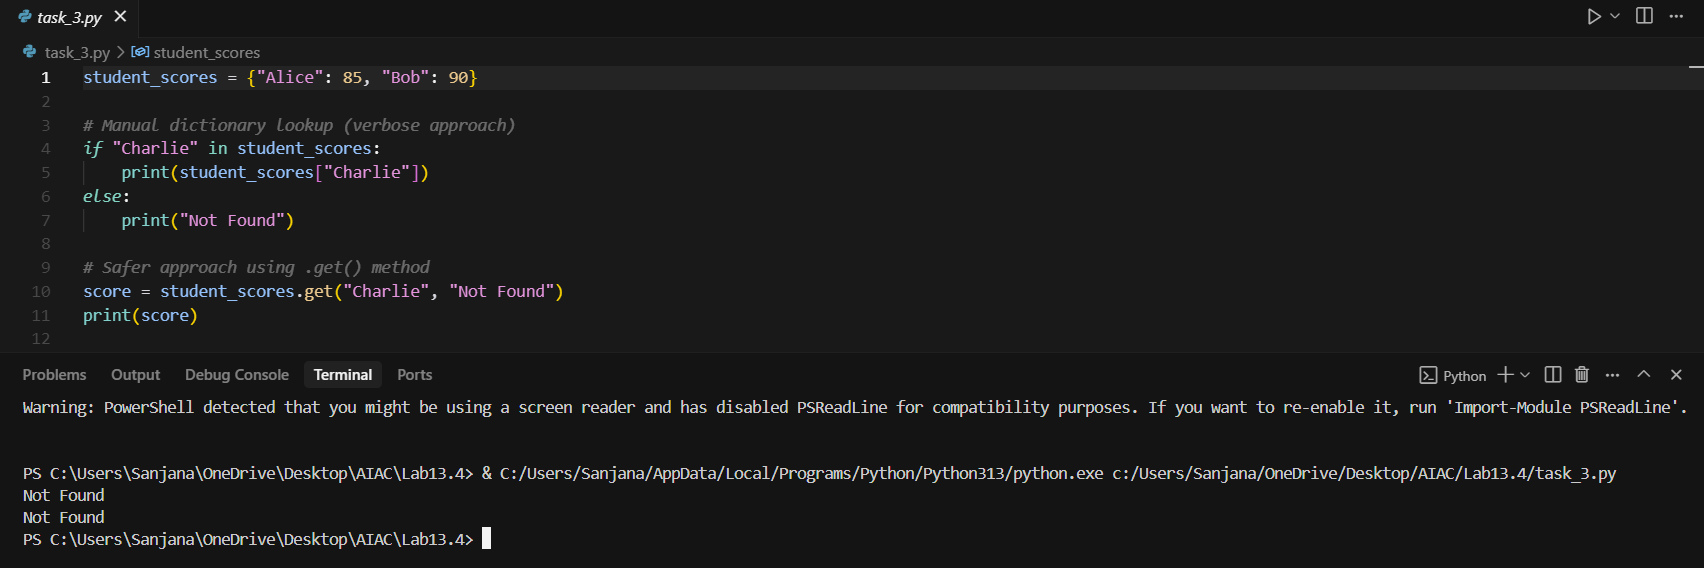 task_3.py
task_3.py > student_scores
1 student_scores = {"Alice": 85, "Bob": 90}
2
3 # Manual dictionary lookup (verbose approach)
4 if "Charlie" in student_scores:
5     print(student_scores["Charlie"])
6 else:
7     print("Not Found")
8
9 # Safer approach using .get() method
10 score = student_scores.get("Charlie", "Not Found")
11 print(score)
12
Problems Output Debug Console Terminal Ports Python
Warning: PowerShell detected that you might be using a screen reader and has disabled PSReadLine for compatibility purposes. If you want to re-enable it, run 'Import-Module PSReadLine'.
PS C:\Users\Sanjana\OneDrive\Desktop\AIAC\Lab13.4> & C:/Users/Sanjana/AppData/Local/Programs/Python/Python313/python.exe c:/Users/Sanjana/OneDrive/Desktop/AIAC/Lab13.4/task_3.py
Not Found
Not Found
PS C:\Users\Sanjana\OneDrive\Desktop\AIAC\Lab13.4>